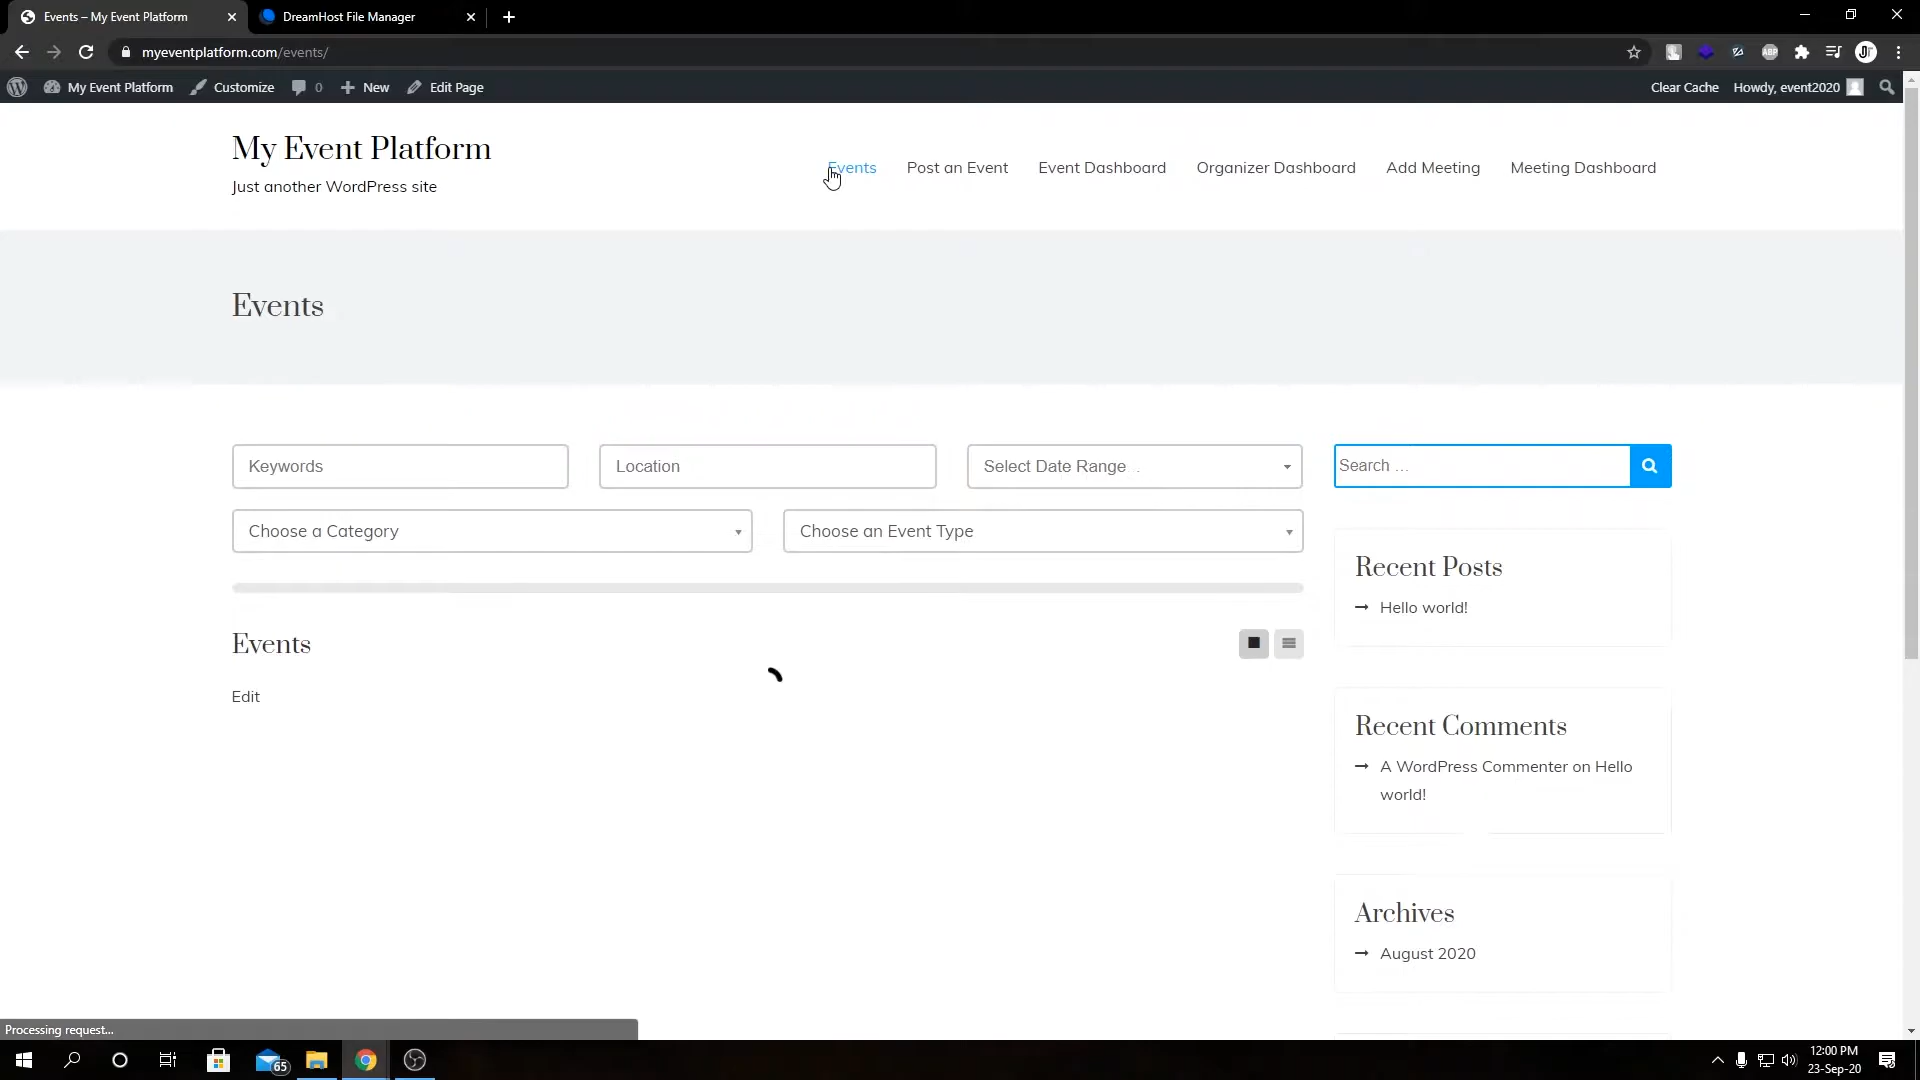 Events – My Event Platform
DreamHost File Manager
myeventplatform.com/events/
ABP
My Event Platform
Customize
0
New
Edit Page
Clear Cache
Howdy, event2020
My Event Platform
Just another WordPress site
Events
Post an Event
Event Dashboard
Organizer Dashboard
Add Meeting
Meeting Dashboard
Events
Keywords
Location
Select Date Range
Search …
Choose a Category
Choose an Event Type
Recent Posts
Hello world!
Events
Edit
Recent Comments
A WordPress Commenter on Hello
world!
Archives
August 2020
Processing request...
65
12:00 PM
23-Sep-20